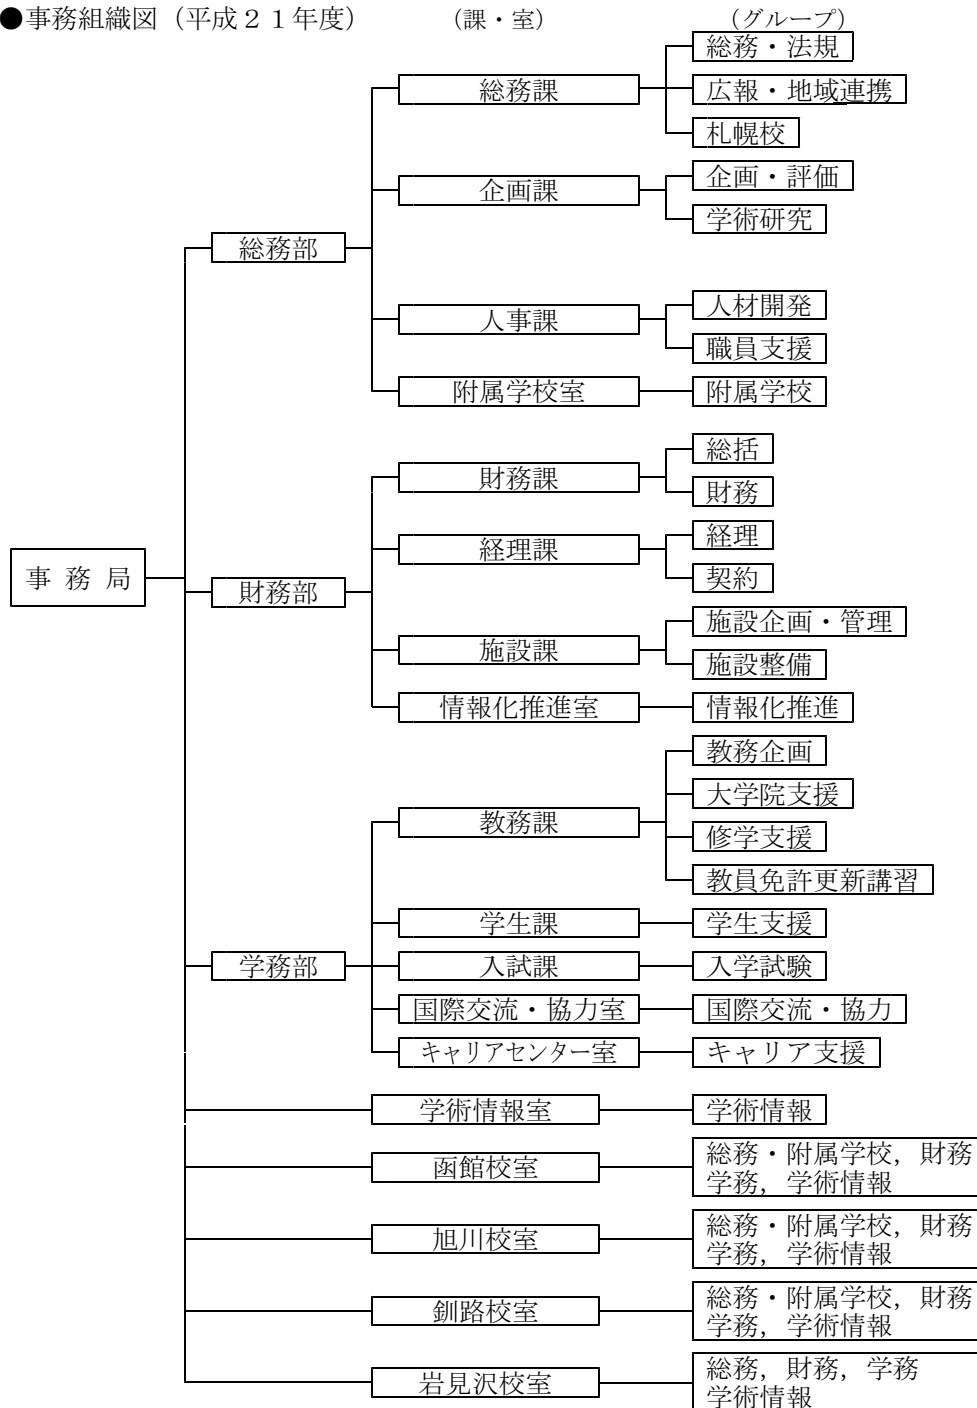 ●事務組織図（平成２１年度）
（課・室）
（グループ）
総務・法規
総務課
広報・地域連携
札幌校
企画・評価
企画課
学術研究
総務部
人材開発
人事課
職員支援
附属学校室
附属学校
総括
財務課
財務
経理
経理課
契約
事務局
財務部
施設企画・管理
施設課
施設整備
情報化推進室
情報化推進
教務企画
大学院支援
教務課
修学支援
教員免許更新講習
学生課
学生支援
学務部
入試課
入学試験
国際交流・協力室
国際交流・協力
キャリアセンター室
キャリア支援
学術情報室
学術情報
函館校室
総務・附属学校，財務
学務，学術情報
旭川校室
総務・附属学校，財務
学務，学術情報
釧路校室
総務・附属学校，財務
学務，学術情報
岩見沢校室
総務，財務，学務
学術情報